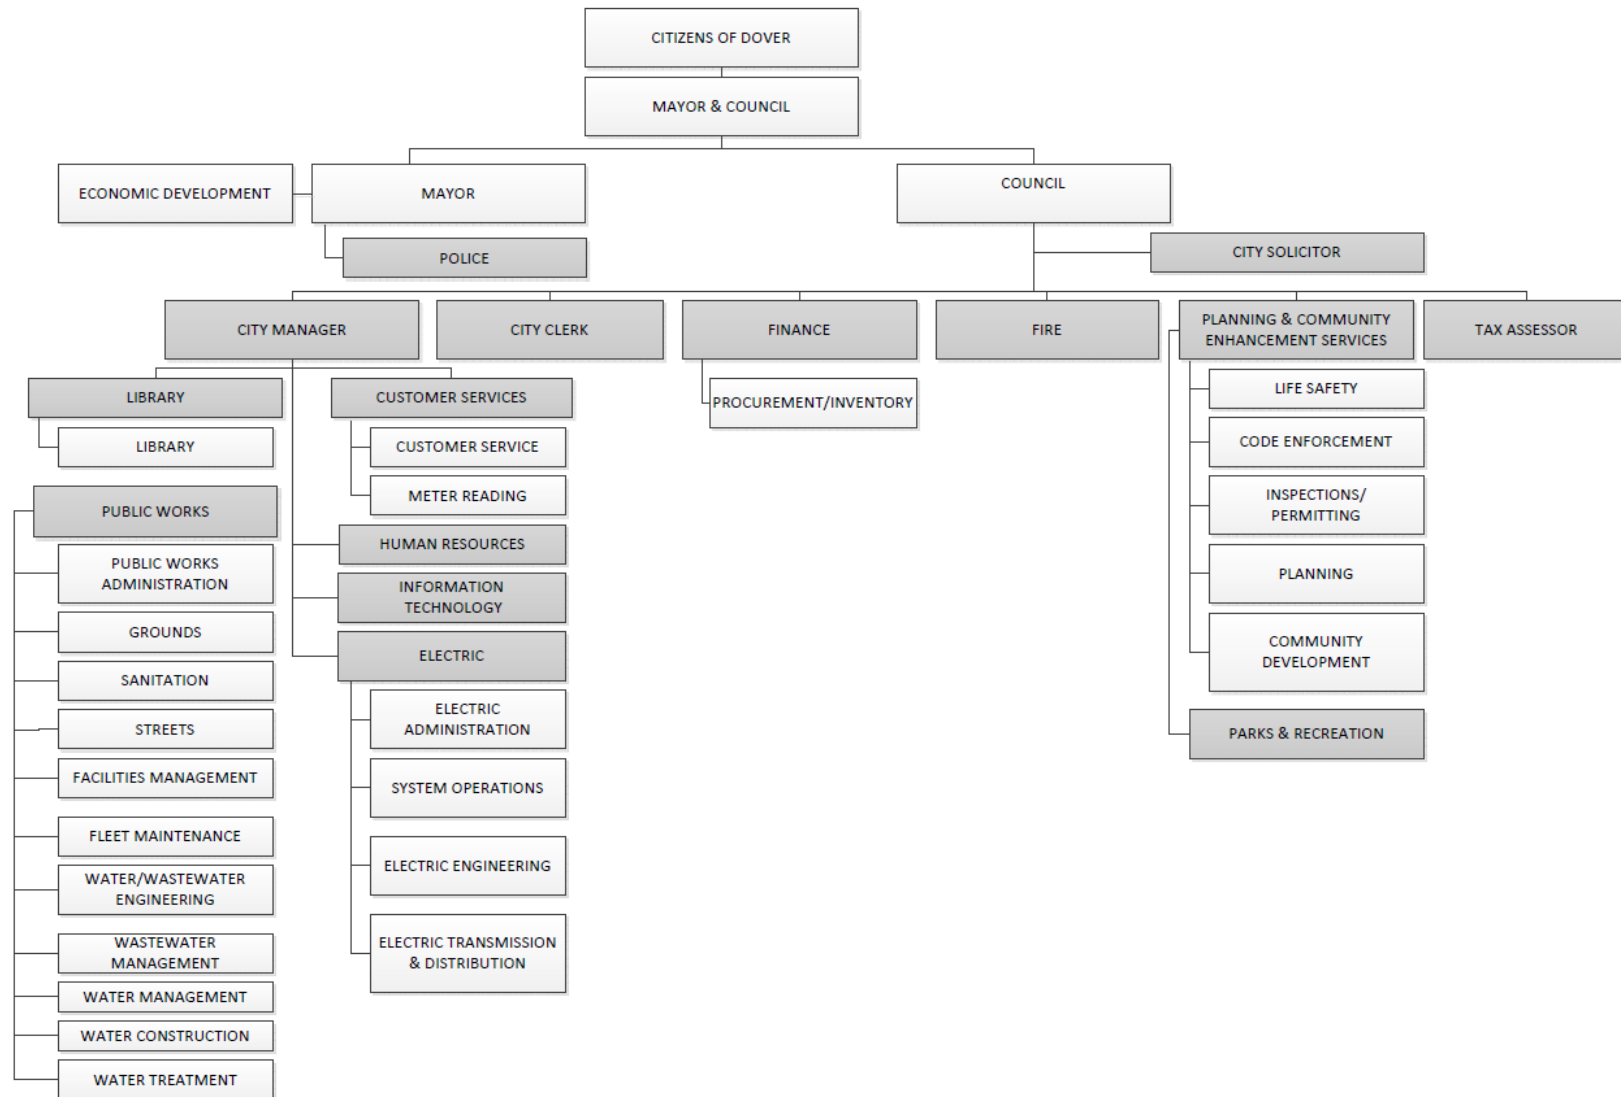 CITIZENS OF DOVER
MAYOR & COUNCIL
ECONOMIC DEVELOPMENT
MAYOR
COUNCIL
POLICE
CITY SOLICITOR
CITY MANAGER
CITY CLERK
FINANCE
FIRE
PLANNING & COMMUNITY
ENHANCEMENT SERVICES
TAX ASSESSOR
LIBRARY
LIBRARY
CUSTOMER SERVICES
CUSTOMER SERVICE
METER READING
PROCUREMENT/INVENTORY
LIFE SAFETY
CODE ENFORCEMENT
INSPECTIONS/
PERMITTING
PLANNING
COMMUNITY
DEVELOPMENT
PARKS & RECREATION
PUBLIC WORKS
PUBLIC WORKS
ADMINISTRATION
GROUNDS
SANITATION
STREETS
FACILITIES MANAGEMENT
FLEET MAINTENANCE
WATER/WASTEWATER
ENGINEERING
WASTEWATER
MANAGEMENT
WATER MANAGEMENT
WATER CONSTRUCTION
WATER TREATMENT
HUMAN RESOURCES
INFORMATION
TECHNOLOGY
ELECTRIC
ELECTRIC
ADMINISTRATION
SYSTEM OPERATIONS
ELECTRIC ENGINEERING
ELECTRIC TRANSMISSION
& DISTRIBUTION